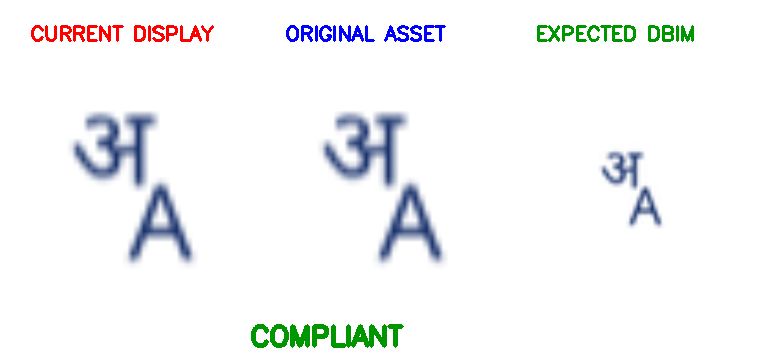 CURRENT DISPLAY ORIGINAL ASSET EXPECTED DBIM
अ अ अ
A A A
COMPLIANT